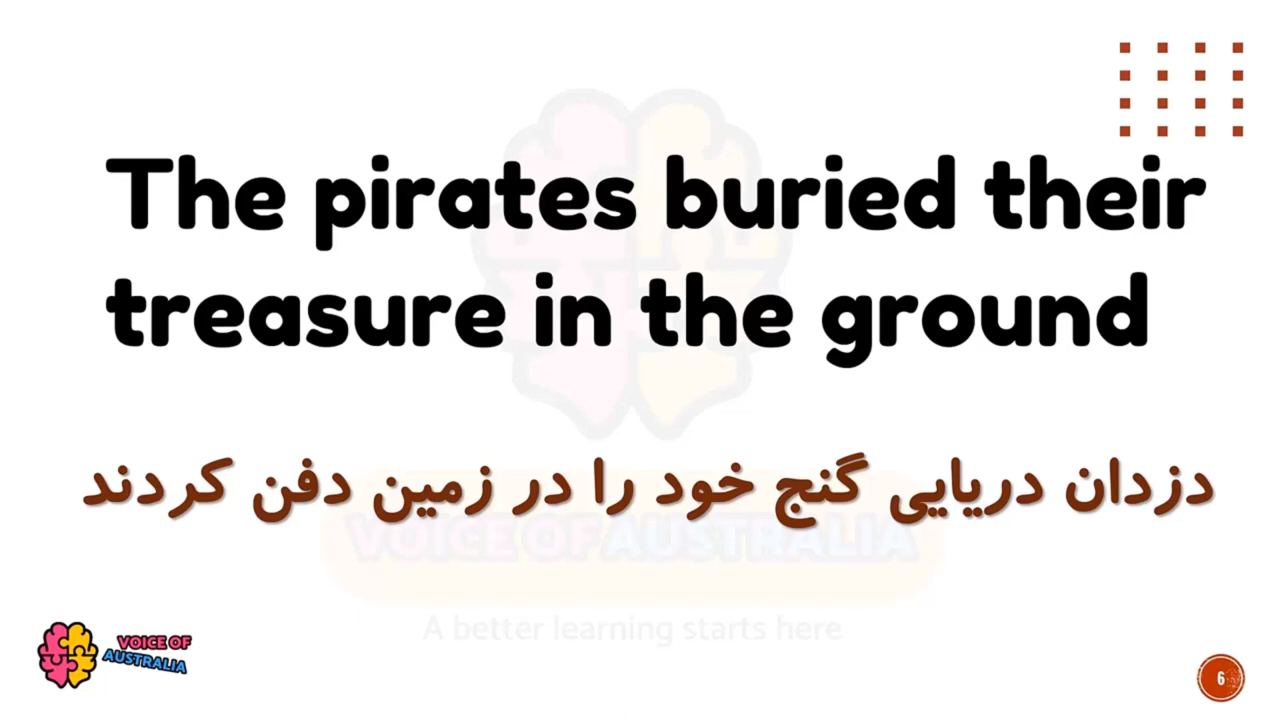 The pirates buried their
treasure in the ground
دزدان دریایی گنج خود را در زمین دفن کردند
VOICE OF AUSTRALIA
A better learning starts here
VOICE OF
AUSTRALIA
6